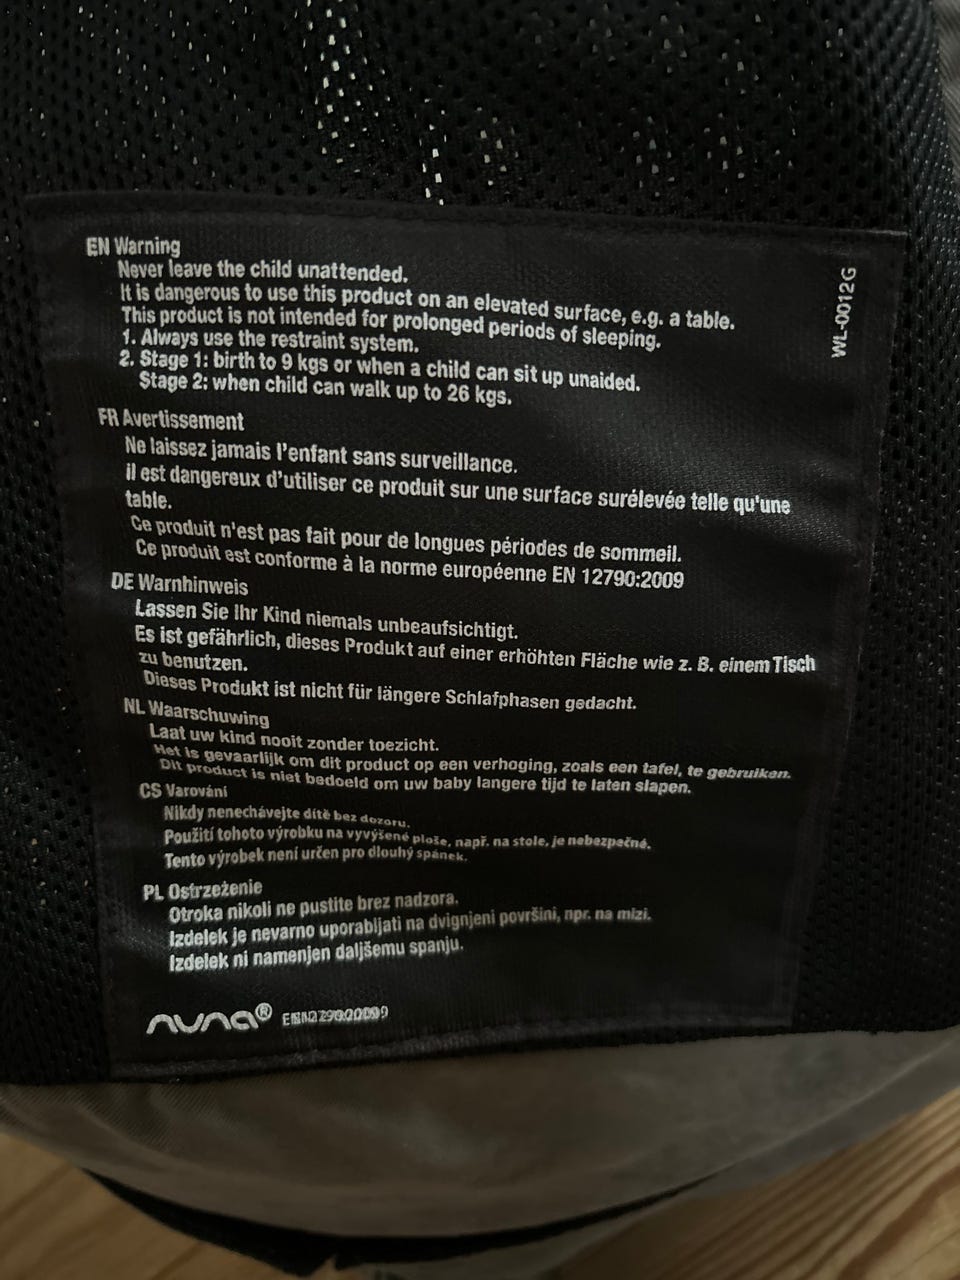 EN Warning
Never leave the child unattended.
It is dangerous to use this product on an elevated surface, e.g. a table.
This product is not intended for prolonged periods of sleeping.
1. Always use the restraint system.
2. Stage 1: birth to 9 kgs or when a child can sit up unaided.
Stage 2: when child can walk up to 26 kgs.
FR Avertissement
Ne laissez jamais l'enfant sans surveillance.
il est dangereux d'utiliser ce produit sur une surface surélevée telle qu'une
table.
Ce produit n'est pas fait pour de longues périodes de sommeil.
Ce produit est conforme à la norme européenne EN 12790:2009
DE Warnhinweis
Lassen Sie Ihr Kind niemals unbeaufsichtigt.
Es ist gefährlich, dieses Produkt auf einer erhöhten Fläche wie z. B. einem Tisch
zu benutzen.
Dieses Produkt ist nicht für längere Schlafphasen gedacht.
NL Waarschuwing
Laat uw kind nooit zonder toezicht.
Het is gevaarlijk om dit product op een verhoging, zoals een tafel, te gebruiken.
Dit product is niet bedoeld om uw baby langere tijd te laten slapen.
CS Varování
Nikdy nenechávejte dítě bez dozoru.
Použití tohoto výrobku na vyvýšené ploše, např. na stole, je nebezpečné.
Tento výrobek není určen pro dlouhý spánek.
PL Ostrzeżenie
Otroka nikoli ne pustite brez nadzora.
Izdelek je nevarno uporabljati na dvignjeni površini, npr. na mizi.
Izdelek ni namenjen daljšemu spanju.
nuna®
WL-0012G